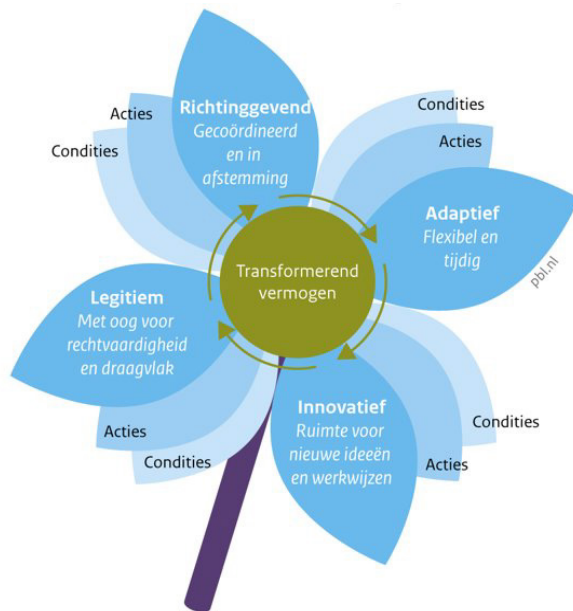 Richtinggevend
Gecoördineerd
en in
afstemming
Acties
Condities
Condities
Acties
Adaptief
Flexibel en
tijdig
pbl.nl
Transformerend
vermogen
Legitiem
Met oog voor
rechtvaardigheid
en draagvlak
Acties
Condities
Innovatief
Ruimte voor
nieuwe ideeën
en werkwijzen
Condities
Acties